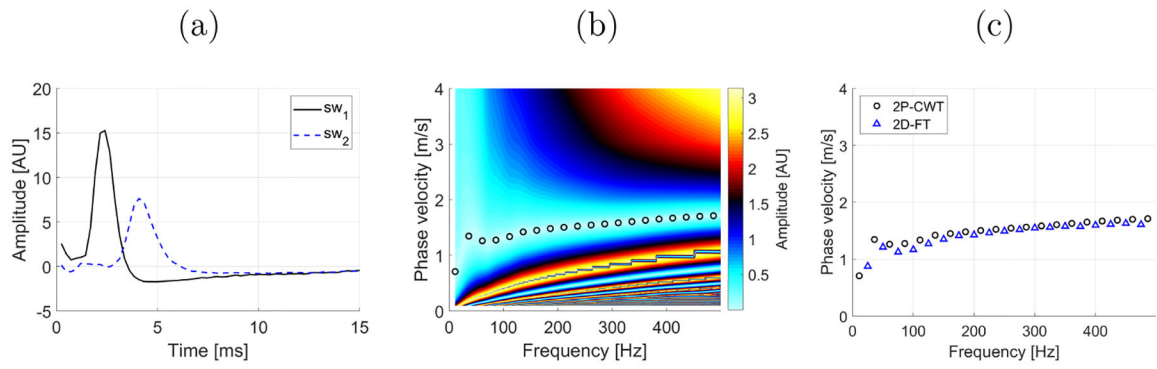 (a)
(b)
(c)
20
15
10
5
0
-5
Amplitude [AU]
sw1
sw2
0
5
10
15
Time [ms]
4
3
2
1
0
Phase velocity [m/s]
0
100
200
300
400
Frequency [Hz]
3
2.5
2
1.5
1
0.5
Amplitude [AU]
4
3
2
1
0
Phase velocity [m/s]
2P-CWT
2D-FT
0
100
200
300
400
Frequency [Hz]